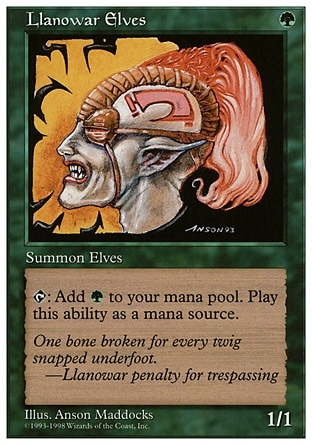 Llanowar Elves
ANSON93
Summon Elves
: Add to your mana pool. Play
this ability as a mana source.
One bone broken for every twig
snapped underfoot.
—Llanowar penalty for trespassing
Illus. Anson Maddocks
©1993-1998 Wizards of the Coast, Inc.
1/1